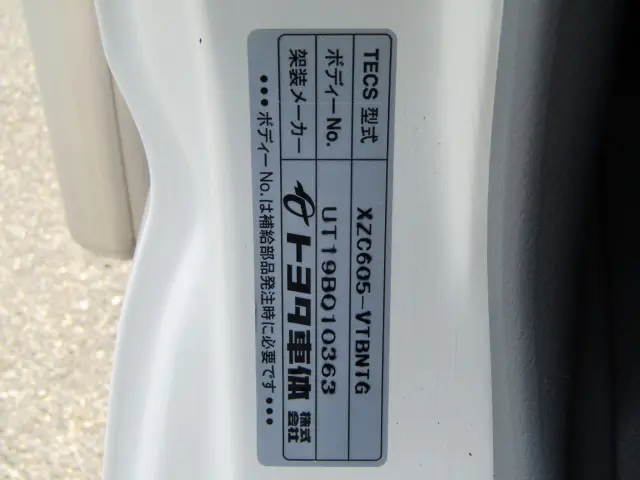 TECS 型式 XZC605-VTBNTG
ボディーNo. UT19B010363
架装メーカー トヨタ車体 株式会社
●●● ボディーNo.は補給部品発注時に必要です ●●●